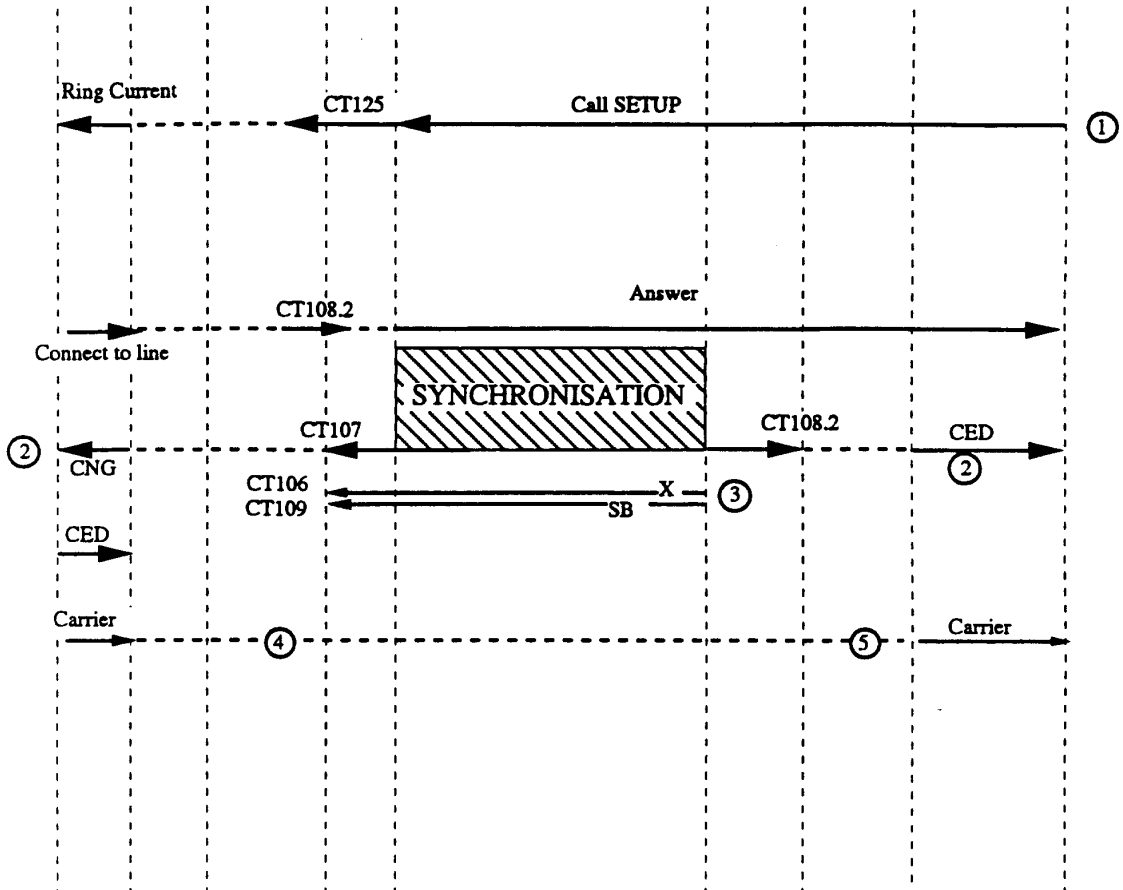 Ring Current
CT125
Call SETUP
1
Answer
CT108.2
Connect to line
SYNCHRONISATION
CT107
CT108.2
CED
2
CNG
2
CT106
X
3
CT109
SB
CED
Carrier
4
5
Carrier